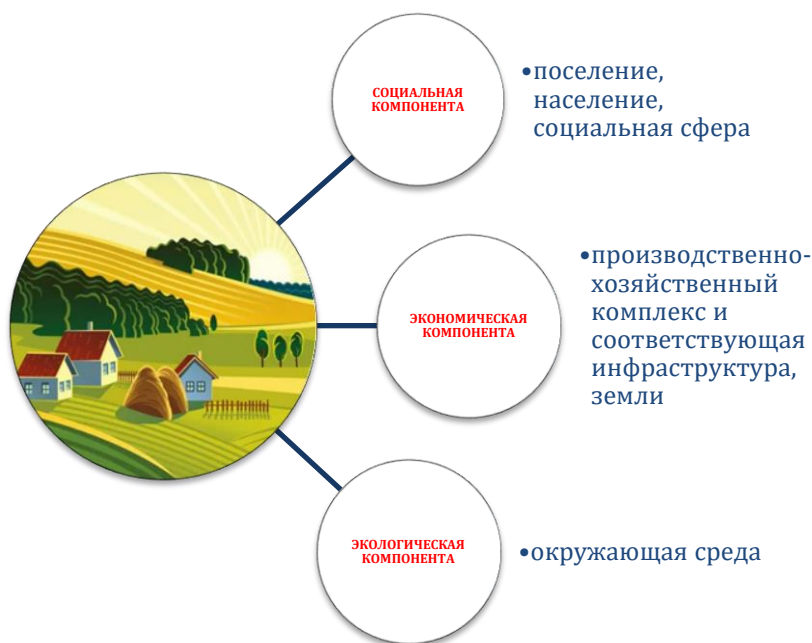 СОЦИАЛЬНАЯ
КОМПОНЕНТА
•поселение,
население,
социальная сфера
ЭКОНОМИЧЕСКАЯ
КОМПОНЕНТА
•производственно-
хозяйственный
комплекс и
соответствующая
инфраструктура,
земли
ЭКОЛОГИЧЕСКАЯ
КОМПОНЕНТА
•окружающая среда